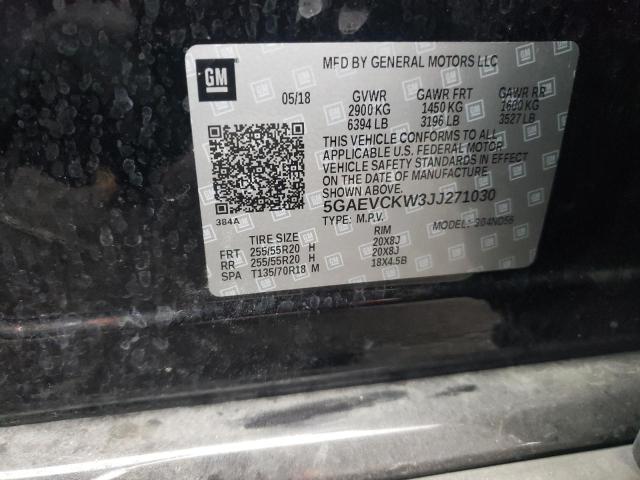 GM
MFD BY GENERAL MOTORS LLC
05/18 GVWR GAWR FRT GAWR RR
2900 KG 1450 KG 1600 KG
6394 LB 3196 LB 3527 LB
THIS VEHICLE CONFORMS TO ALL
APPLICABLE U.S. FEDERAL MOTOR
VEHICLE SAFETY STANDARDS IN EFFECT
ON THE DATE OF MANUFACTURE
SHOWN ABOVE.
384A
5GAEVCKW3JJ271030
TYPE: M.P.V. MODEL:
TIRE SIZE RIM
FRT 255/55R20 H 20X8J
RR 255/55R20 H 20X8J
SPA T135/70R18 M 18X4.5B